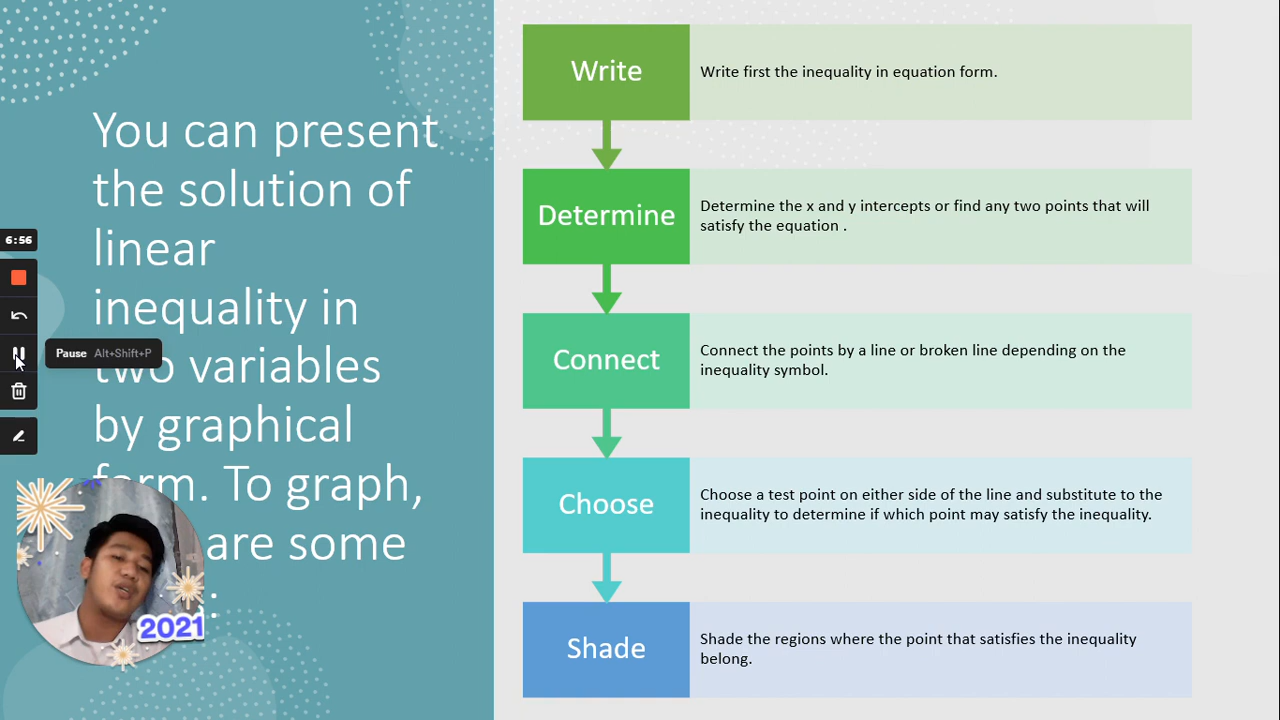 You can present
the solution of
linear
inequality in
two variables
by graphical
form. To graph,
are some
:
6:56
Pause Alt+Shift+P
2021
Write
Write first the inequality in equation form.
Determine
Determine the x and y intercepts or find any two points that will
satisfy the equation .
Connect
Connect the points by a line or broken line depending on the
inequality symbol.
Choose
Choose a test point on either side of the line and substitute to the
inequality to determine if which point may satisfy the inequality.
Shade
Shade the regions where the point that satisfies the inequality
belong.